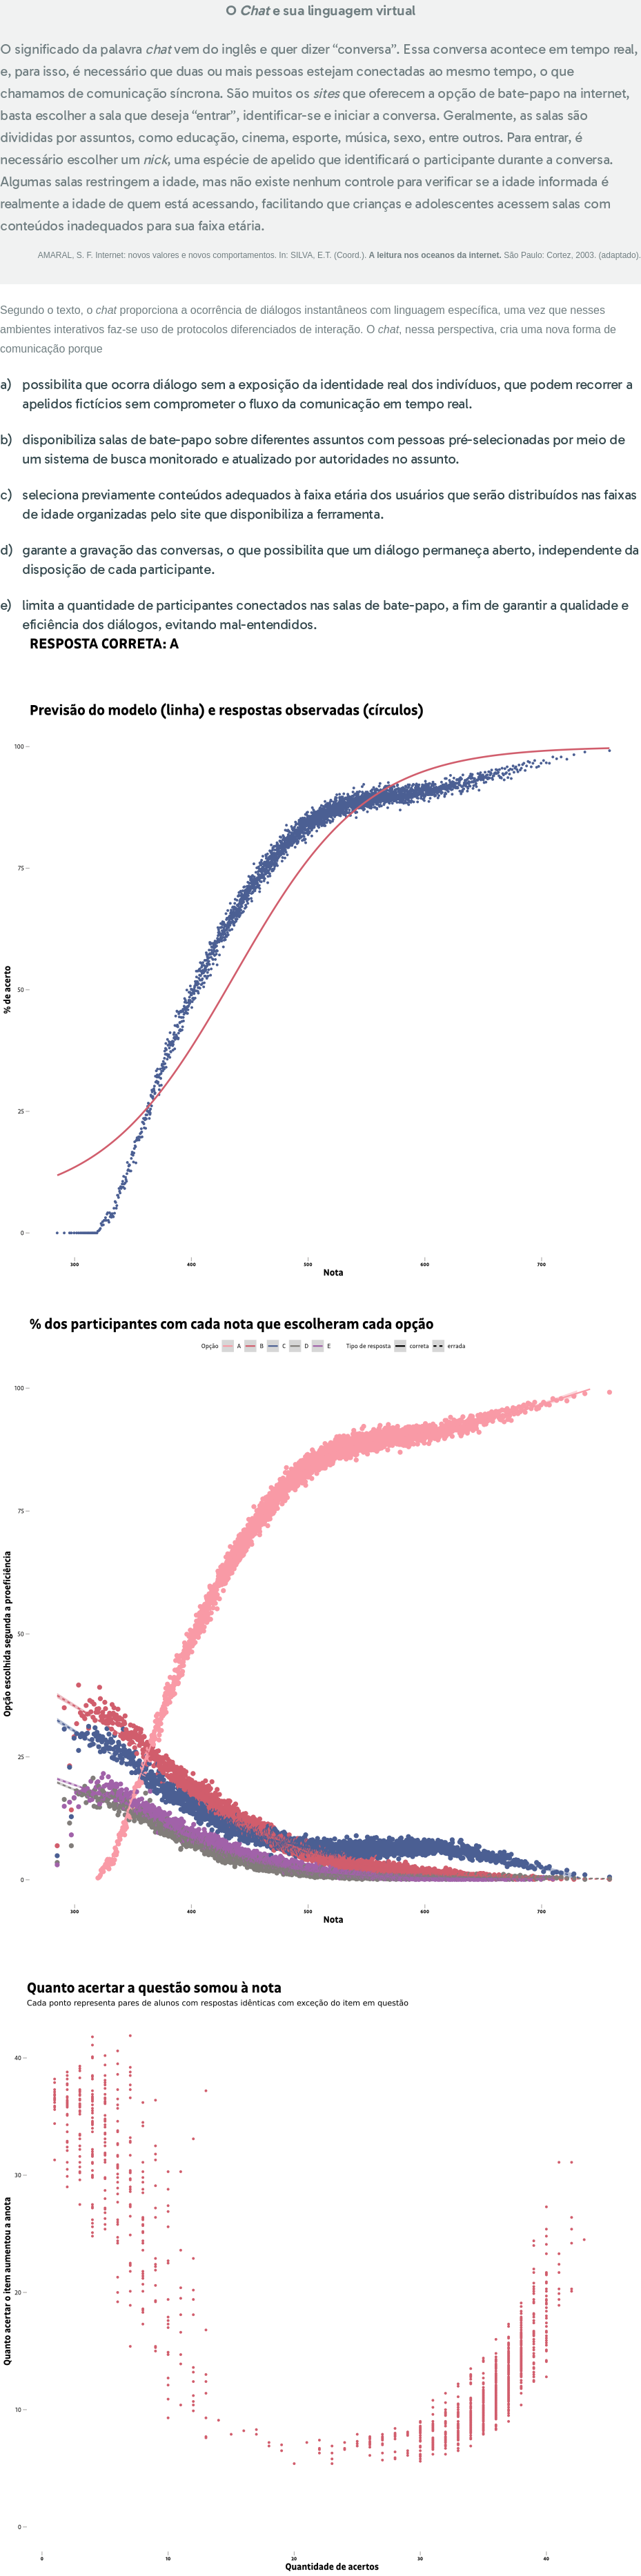 O Chat e sua linguagem virtual
O significado da palavra chat vem do inglês e quer dizer “conversa”. Essa conversa acontece em tempo real,
e, para isso, é necessário que duas ou mais pessoas estejam conectadas ao mesmo tempo, o que
chamamos de comunicação síncrona. São muitos os sites que oferecem a opção de bate-papo na internet,
basta escolher a sala que deseja “entrar”, identificar-se e iniciar a conversa. Geralmente, as salas são
divididas por assuntos, como educação, cinema, esporte, música, sexo, entre outros. Para entrar, é
necessário escolher um nick, uma espécie de apelido que identificará o participante durante a conversa.
Algumas salas restringem a idade, mas não existe nenhum controle para verificar se a idade informada é
realmente a idade de quem está acessando, facilitando que crianças e adolescentes acessem salas com
conteúdos inadequados para sua faixa etária.
AMARAL, S. F. Internet: novos valores e novos comportamentos. In: SILVA, E.T. (Coord.). A leitura nos oceanos da internet. São Paulo: Cortez, 2003. (adaptado).
Segundo o texto, o chat proporciona a ocorrência de diálogos instantâneos com linguagem específica, uma vez que nesses
ambientes interativos faz-se uso de protocolos diferenciados de interação. O chat, nessa perspectiva, cria uma nova forma de
comunicação porque
a) possibilita que ocorra diálogo sem a exposição da identidade real dos indivíduos, que podem recorrer a
apelidos fictícios sem comprometer o fluxo da comunicação em tempo real.
b) disponibiliza salas de bate-papo sobre diferentes assuntos com pessoas pré-selecionadas por meio de
um sistema de busca monitorado e atualizado por autoridades no assunto.
c) seleciona previamente conteúdos adequados à faixa etária dos usuários que serão distribuídos nas faixas
de idade organizadas pelo site que disponibiliza a ferramenta.
d) garante a gravação das conversas, o que possibilita que um diálogo permaneça aberto, independente da
disposição de cada participante.
e) limita a quantidade de participantes conectados nas salas de bate-papo, a fim de garantir a qualidade e
eficiência dos diálogos, evitando mal-entendidos.
RESPOSTA CORRETA: A
Previsão do modelo (linha) e respostas observadas (círculos)
100
75
50
25
0
% de acerto
300 400 500 600 700
Nota
% dos participantes com cada nota que escolheram cada opção
Opção A B C D E Tipo de resposta correta errada
100
75
50
25
0
Opção escolhida segunda a proeficiência
300 400 500 600 700
Nota
Quanto acertar a questão somou à nota
Cada ponto representa pares de alunos com respostas idênticas com exceção do item em questão
40
30
20
10
0
Quanto acertar o item aumentou a anota
0 10 20 30 40
Quantidade de acertos